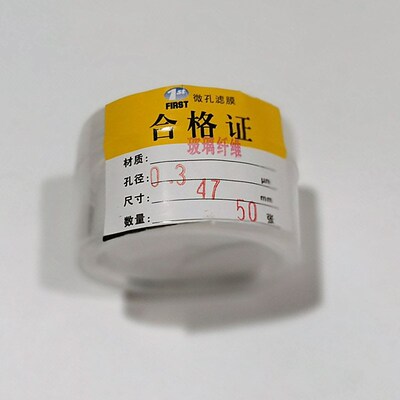 1st
FIRST 微孔滤膜
合格证
材质: 玻璃纤维
孔径: 0.3 μm
尺寸: 47 mm
数量: 50 张